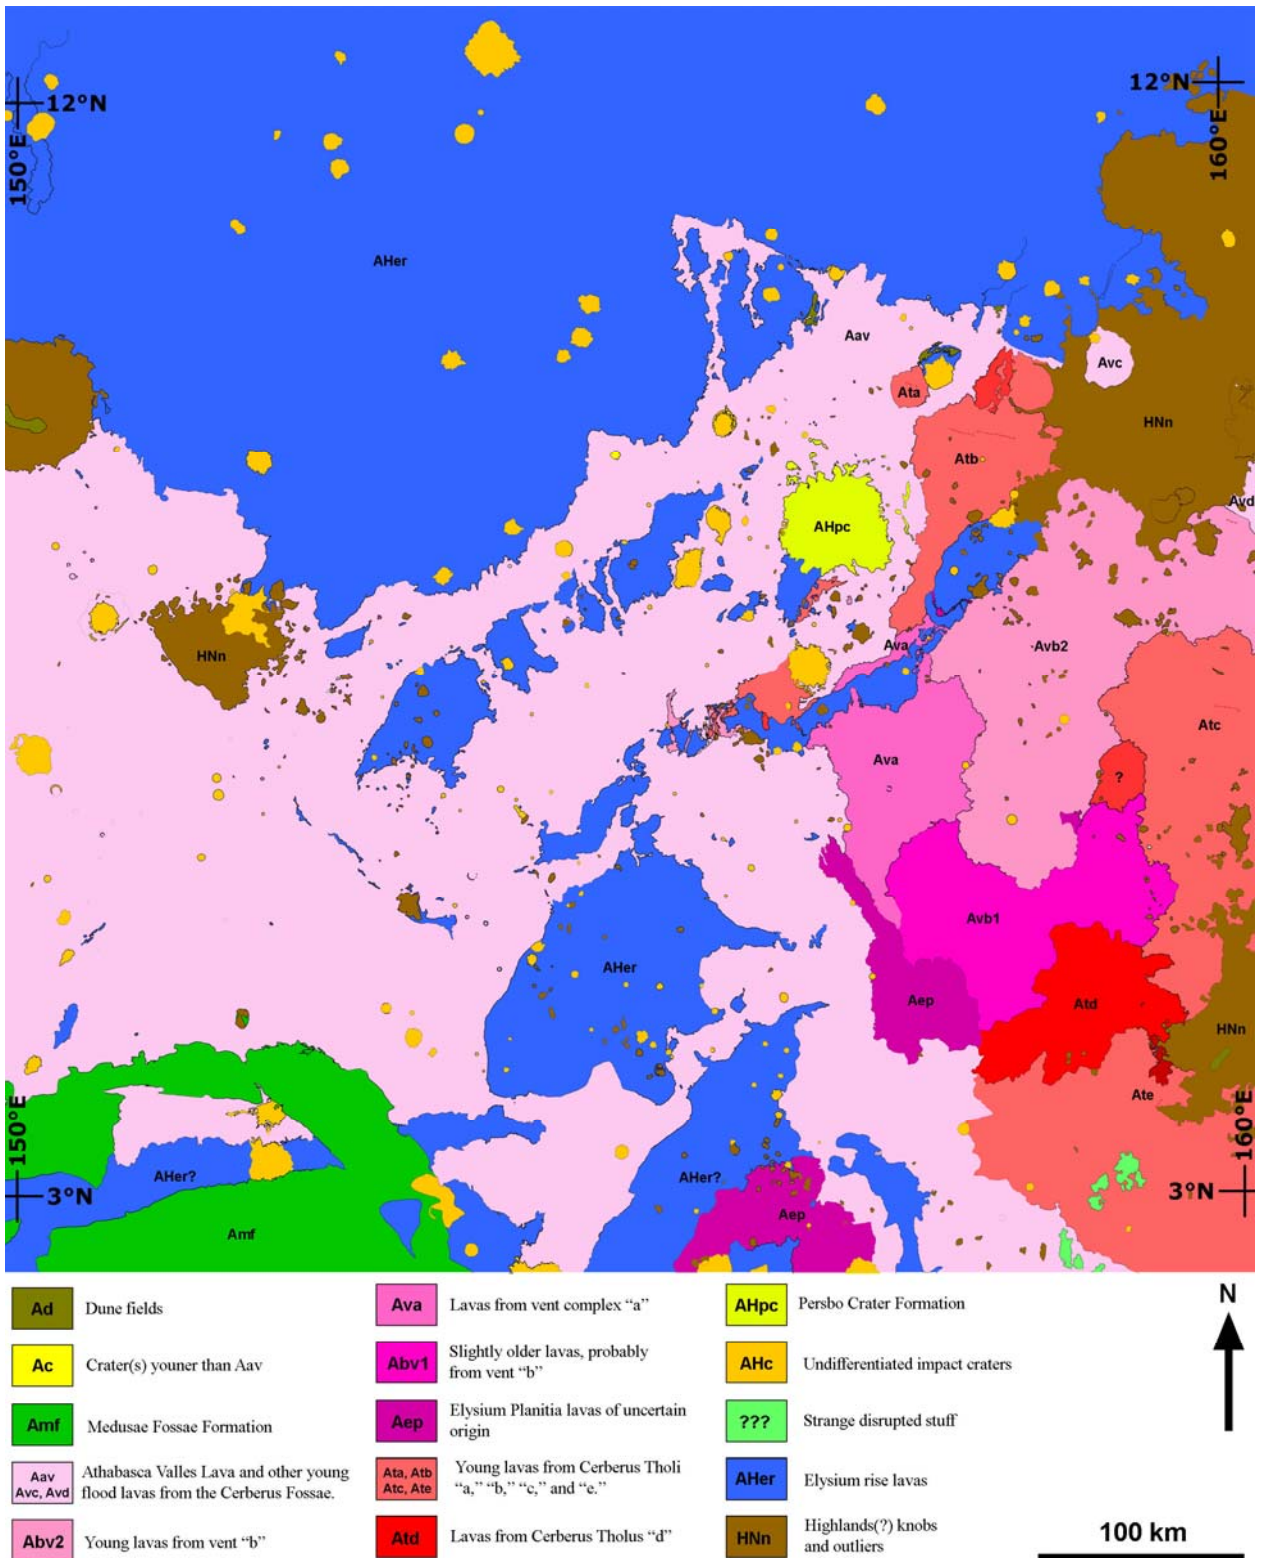 12°N
150°E
12°N
160°E
AHer
Aav
Avc
Ata
HNn
Atb
Avd
AHpc
Ava
Avb2
HNn
Atc
Ava
?
Avb1
AHer
Aep
Atd
HNn
150°E
Ate
160°E
AHer?
AHer?
3°N
3°N
Aep
Amf
Ad Dune fields
Ac Crater(s) youner than Aav
Amf Medusae Fossae Formation
Aav
Avc, Avd
Athabasca Valles Lava and other young
flood lavas from the Cerberus Fossae.
Abv2 Young lavas from vent “b”
Ava Lavas from vent complex “a”
Abv1
Slightly older lavas, probably
from vent “b”
Aep
Elysium Planitia lavas of uncertain
origin
Ata, Atb
Atc, Ate
Young lavas from Cerberus Tholi
“a,” “b,” “c,” and “e.”
Atd Lavas from Cerberus Tholus “d”
AHpc Persbo Crater Formation
AHc Undifferentiated impact craters
??? Strange disrupted stuff
AHer Elysium rise lavas
HNn
Highlands(?) knobs
and outliers
N
100 km